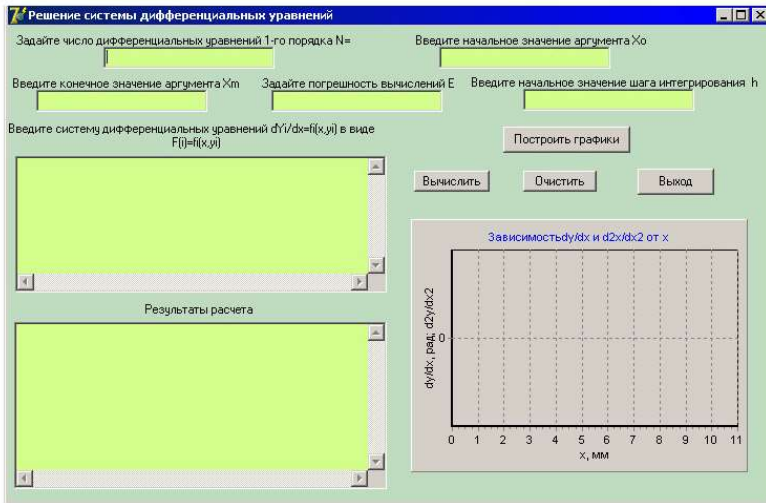 Решение системы дифференциальных уравнений
Задайте число дифференциальных уравнений 1-го порядка N=
Введите начальное значение аргумента Xo
Введите конечное значение аргумента Xm
Задайте погрешность вычислений E
Введите начальное значение шага интегрирования h
Введите систему дифференциальных уравнений dYi/dx=fi(x,yi) в виде
F(i)=fi(x,yi)
Построить графики
Вычислить
Очистить
Выход
Зависимостьdy/dx и d2x/dx2 от x
dy/dx, рад; d2y/dx2
0
0 1 2 3 4 5 6 7 8 9 10 11
x, мм
Результаты расчета